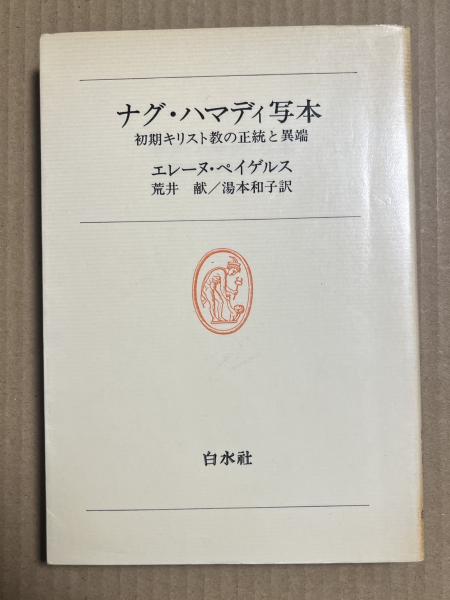 ナグ・ハマディ写本
初期キリスト教の正統と異端
エレーヌ・ペイゲルス
荒井 献／湯本和子訳
白水社